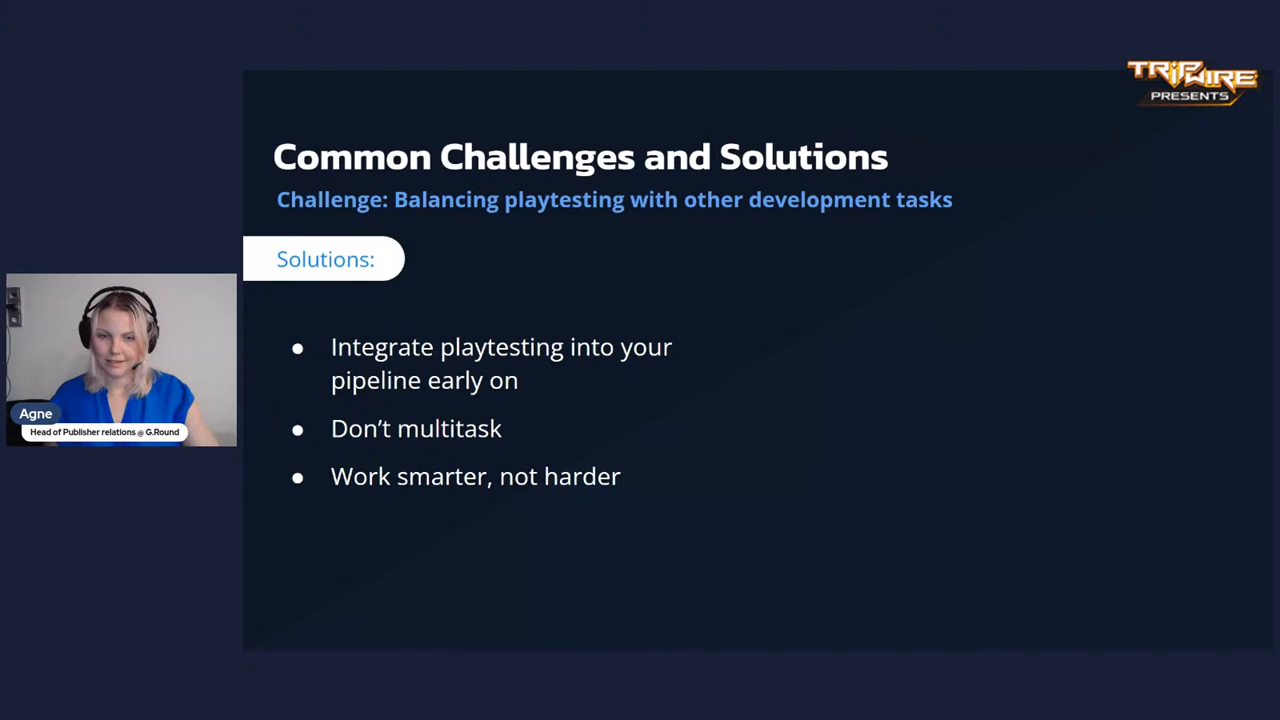 TRIPWIRE
PRESENTS
Common Challenges and Solutions
Challenge: Balancing playtesting with other development tasks
Solutions:
● Integrate playtesting into your
pipeline early on
● Don’t multitask
● Work smarter, not harder
Agne
Head of Publisher relations @ G.Round